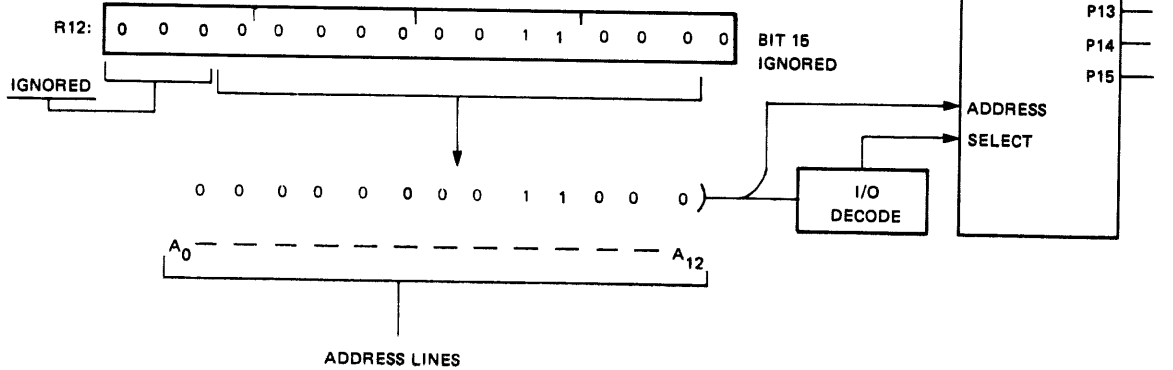 P13
R12: 0 0 0 0 0 0 0 0 0 0 1 1 0 0 0 0
BIT 15
IGNORED
P14
P15
IGNORED
ADDRESS
SELECT
0 0 0 0 0 0 0 0 1 1 0 0 0
I/O
DECODE
A0 — — — — — — — — — — — A12
ADDRESS LINES